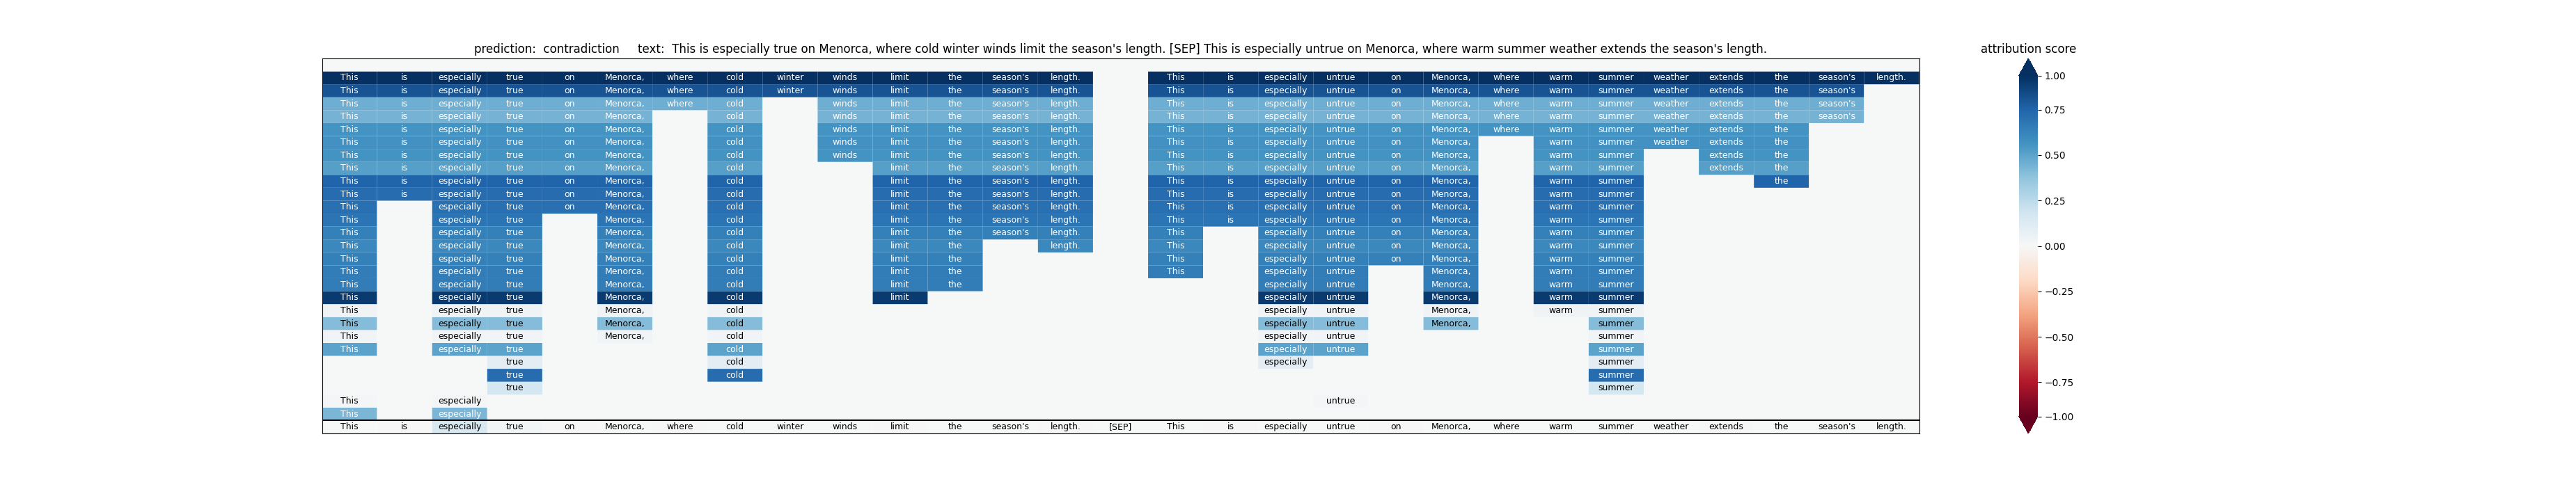 prediction: contradiction text: This is especially true on Menorca, where cold winter winds limit the season's length. [SEP] This is especially untrue on Menorca, where warm summer weather extends the season's length.
attribution score
This is especially true on Menorca, where cold winter winds limit the season's length. This is especially untrue on Menorca, where warm summer weather extends the season's length.
This is especially true on Menorca, where cold winter winds limit the season's length. This is especially untrue on Menorca, where warm summer weather extends the season's
This is especially true on Menorca, where cold winds limit the season's length. This is especially untrue on Menorca, where warm summer weather extends the season's
This is especially true on Menorca, cold winds limit the season's length. This is especially untrue on Menorca, where warm summer weather extends the season's
This is especially true on Menorca, cold winds limit the season's length. This is especially untrue on Menorca, where warm summer weather extends the
This is especially true on Menorca, cold winds limit the season's length. This is especially untrue on Menorca, warm summer weather extends the
This is especially true on Menorca, cold winds limit the season's length. This is especially untrue on Menorca, warm summer extends the
This is especially true on Menorca, cold limit the season's length. This is especially untrue on Menorca, warm summer extends the
This is especially true on Menorca, cold limit the season's length. This is especially untrue on Menorca, warm summer the
This is especially true on Menorca, cold limit the season's length. This is especially untrue on Menorca, warm summer
This especially true on Menorca, cold limit the season's length. This is especially untrue on Menorca, warm summer
This especially true Menorca, cold limit the season's length. This is especially untrue on Menorca, warm summer
This especially true Menorca, cold limit the season's length. This especially untrue on Menorca, warm summer
This especially true Menorca, cold limit the length. This especially untrue on Menorca, warm summer
This especially true Menorca, cold limit the This especially untrue on Menorca, warm summer
This especially true Menorca, cold limit the This especially untrue Menorca, warm summer
This especially true Menorca, cold limit the especially untrue Menorca, warm summer
This especially true Menorca, cold limit especially untrue Menorca, warm summer
This especially true Menorca, cold especially untrue Menorca, warm summer
This especially true Menorca, cold especially untrue Menorca, summer
This especially true Menorca, cold especially untrue summer
This especially true cold especially untrue summer
true cold especially summer
true cold summer
true summer
This especially untrue
This especially
This is especially true on Menorca, where cold winter winds limit the season's length. [SEP] This is especially untrue on Menorca, where warm summer weather extends the season's length.
1.00
0.75
0.50
0.25
0.00
−0.25
−0.50
−0.75
−1.00